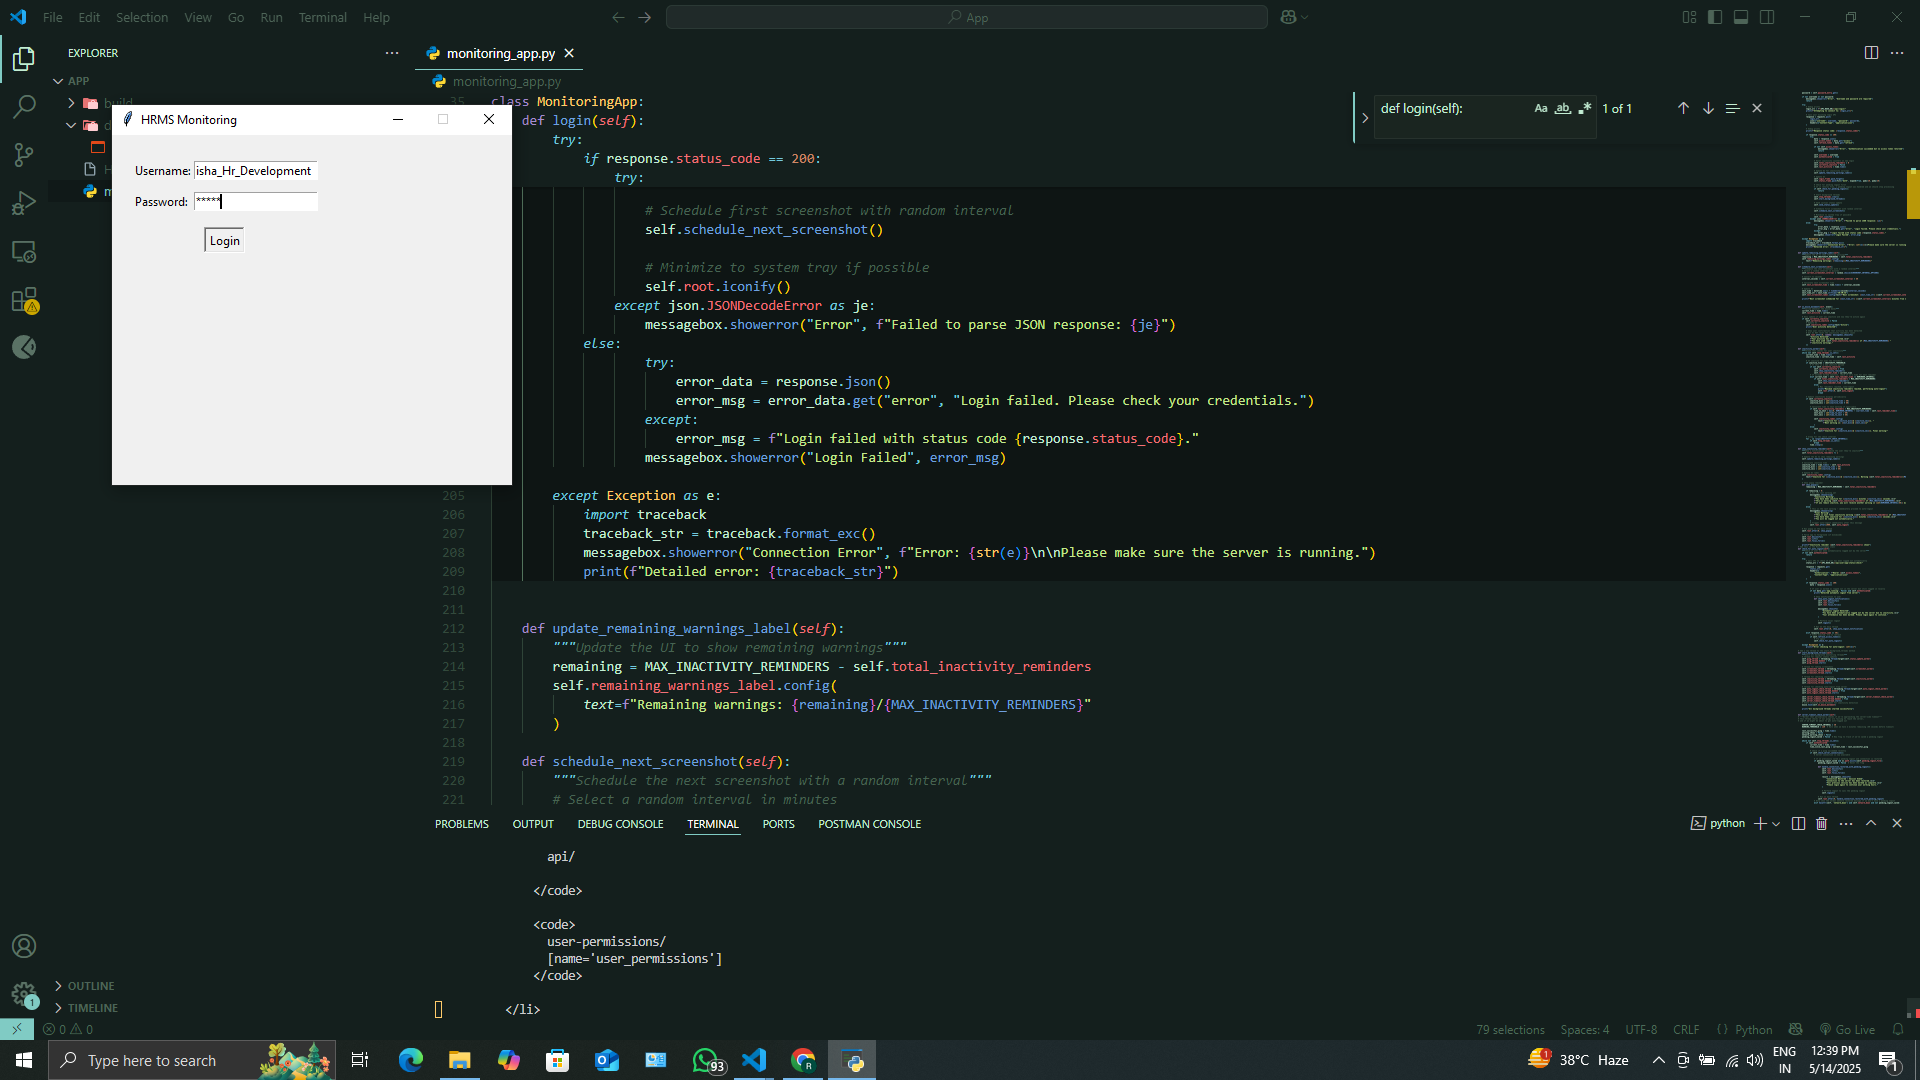 File Edit Selection View Go Run Terminal Help
App
EXPLORER
monitoring_app.py
APP
monitoring_app.py
build
HRMS Monitoring
Username: isha_Hr_Development
Password: *****
Login
def login(self):
Aa ab .*
1 of 1
35 class MonitoringApp:
def login(self):
try:
if response.status_code == 200:
try:
# Schedule first screenshot with random interval
self.schedule_next_screenshot()
# Minimize to system tray if possible
self.root.iconify()
except json.JSONDecodeError as je:
messagebox.showerror("Error", f"Failed to parse JSON response: {je}")
else:
try:
error_data = response.json()
error_msg = error_data.get("error", "Login failed. Please check your credentials.")
except:
error_msg = f"Login failed with status code {response.status_code}."
messagebox.showerror("Login Failed", error_msg)
205 except Exception as e:
206 import traceback
207 traceback_str = traceback.format_exc()
208 messagebox.showerror("Connection Error", f"Error: {str(e)}\n\nPlease make sure the server is running.")
209 print(f"Detailed error: {traceback_str}")
210
211
212 def update_remaining_warnings_label(self):
213 """Update the UI to show remaining warnings"""
214 remaining = MAX_INACTIVITY_REMINDERS - self.total_inactivity_reminders
215 self.remaining_warnings_label.config(
216 text=f"Remaining warnings: {remaining}/{MAX_INACTIVITY_REMINDERS}"
217 )
218
219 def schedule_next_screenshot(self):
220 """Schedule the next screenshot with a random interval"""
221 # Select a random interval in minutes
PROBLEMS OUTPUT DEBUG CONSOLE TERMINAL PORTS POSTMAN CONSOLE
python
api/
</code>
<code>
user-permissions/
[name='user_permissions']
</code>
</li>
OUTLINE
TIMELINE
1
0 0
79 selections Spaces: 4 UTF-8 CRLF {} Python Go Live
Type here to search
93
1
38°C Haze
ENG
IN
12:39 PM
5/14/2025
1